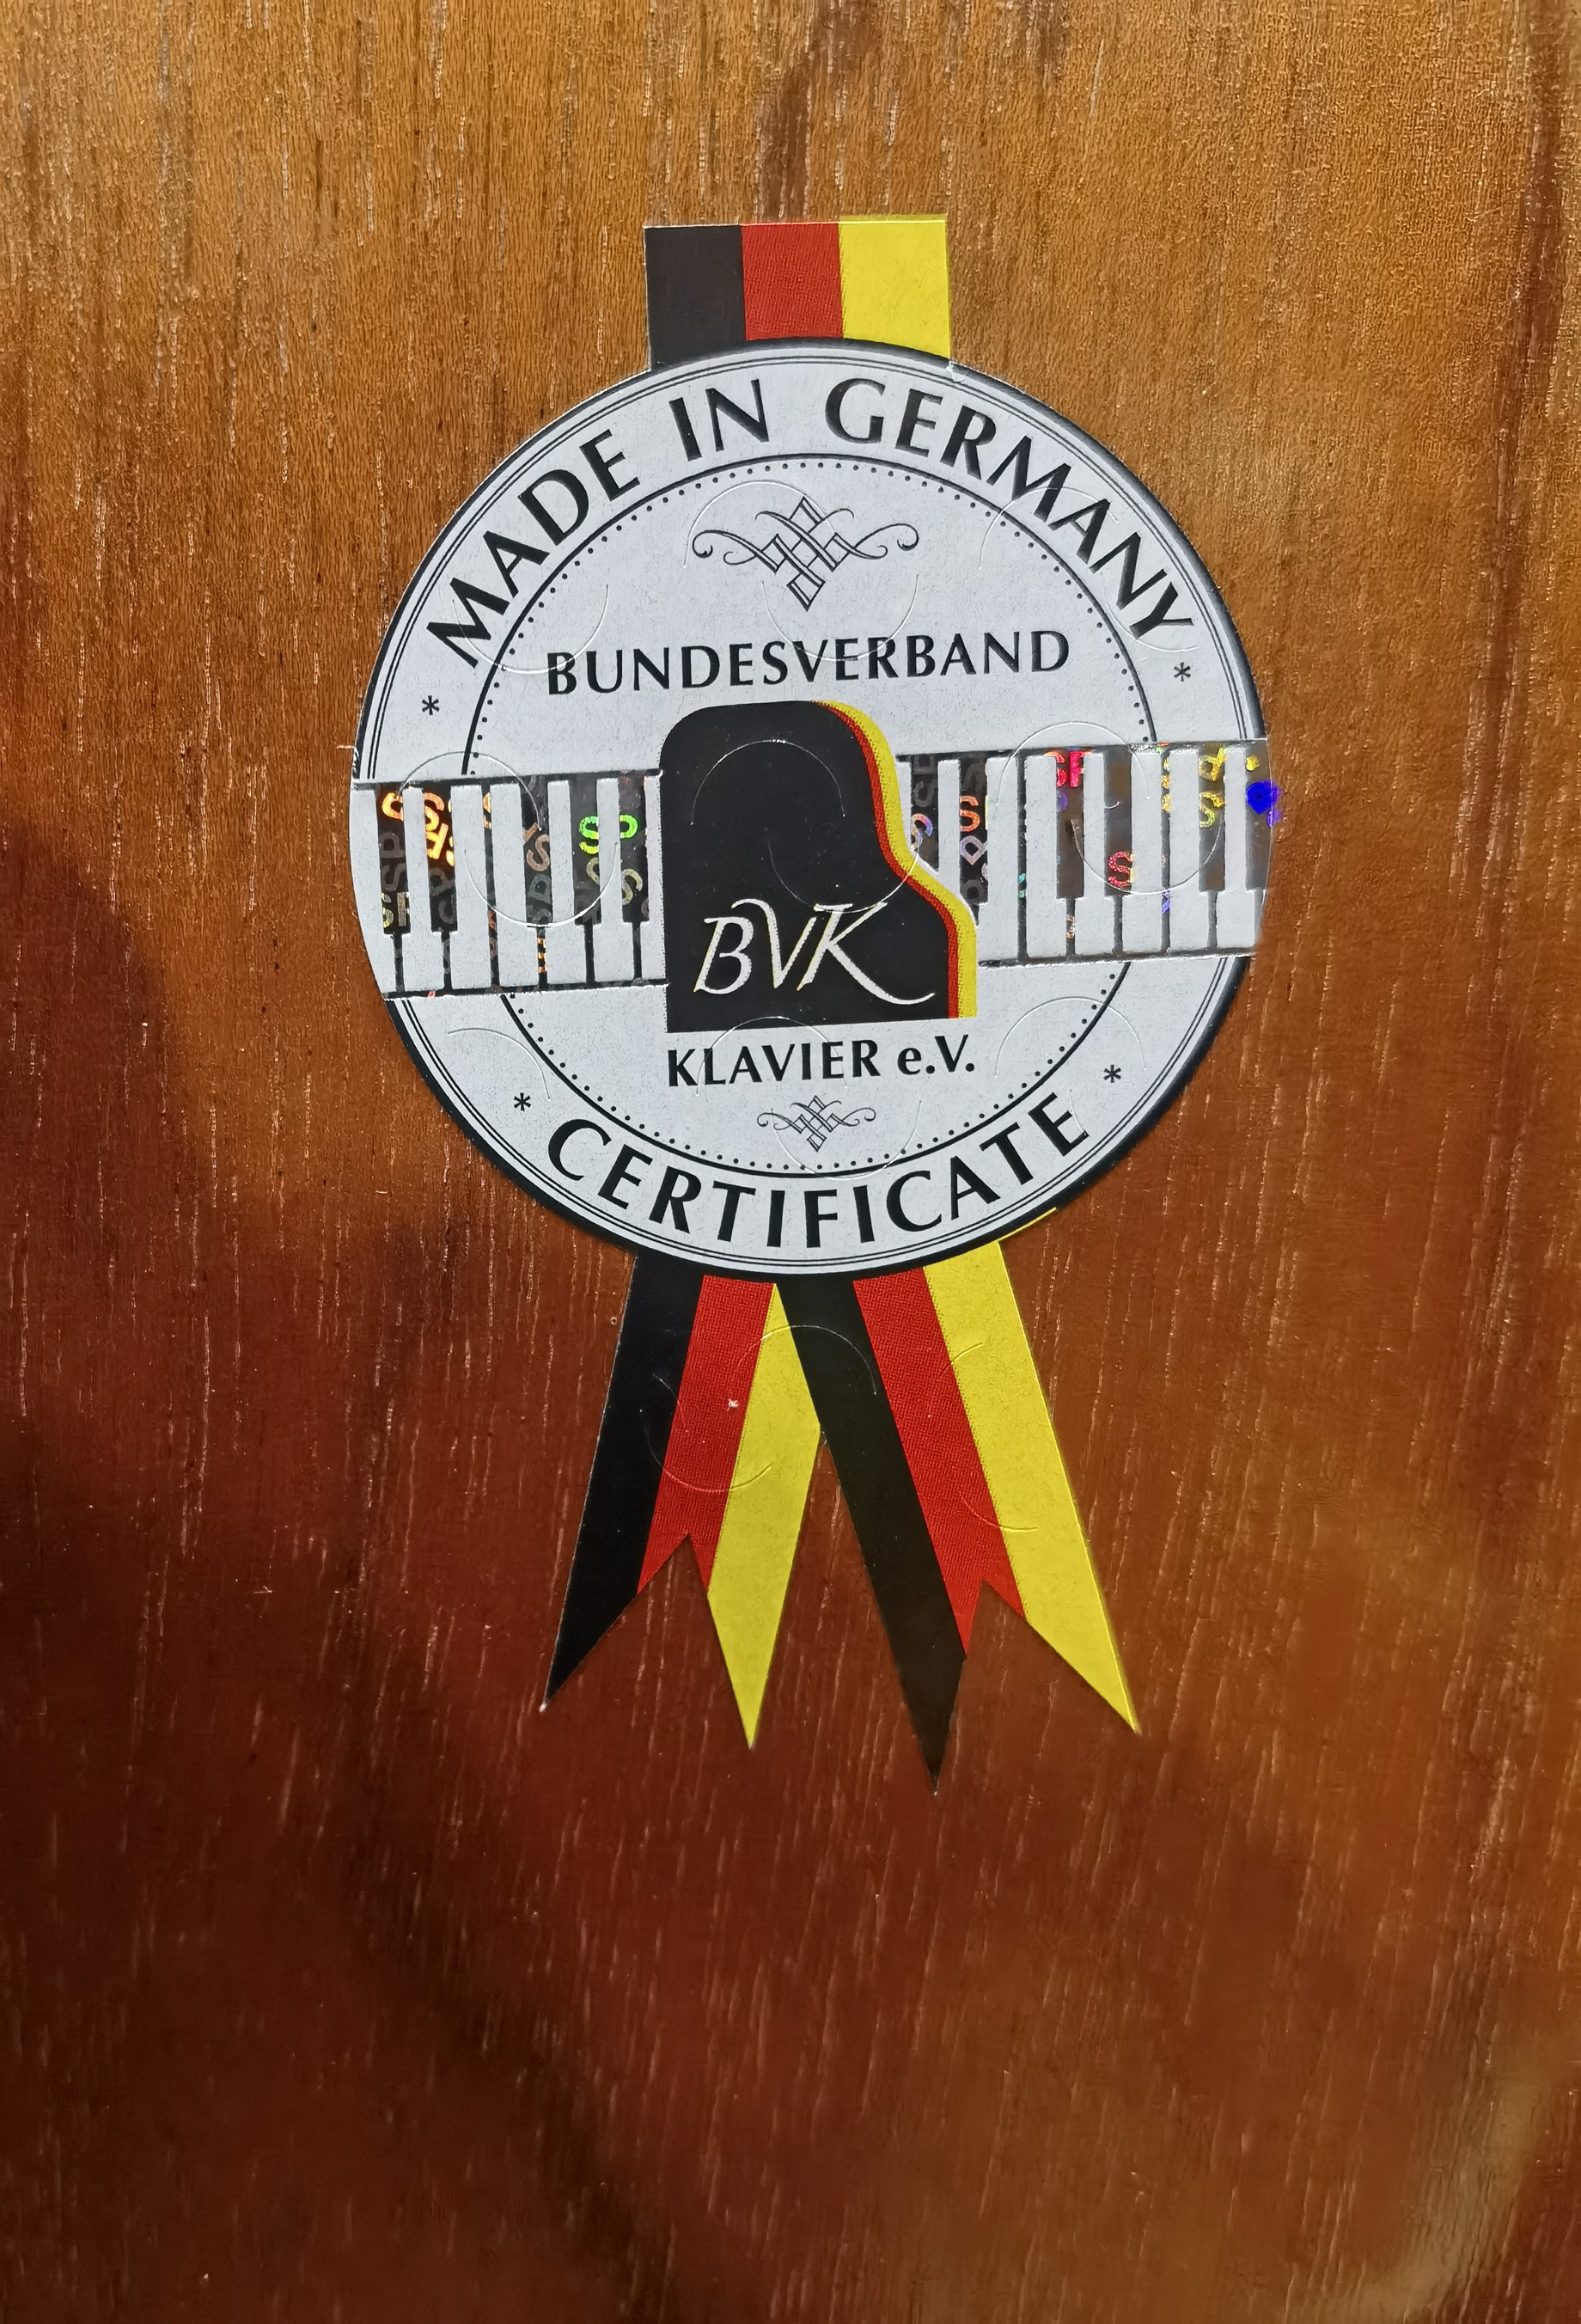 MADE IN GERMANY
BUNDESVERBAND
BVK
KLAVIER e.V.
* CERTIFICATE *